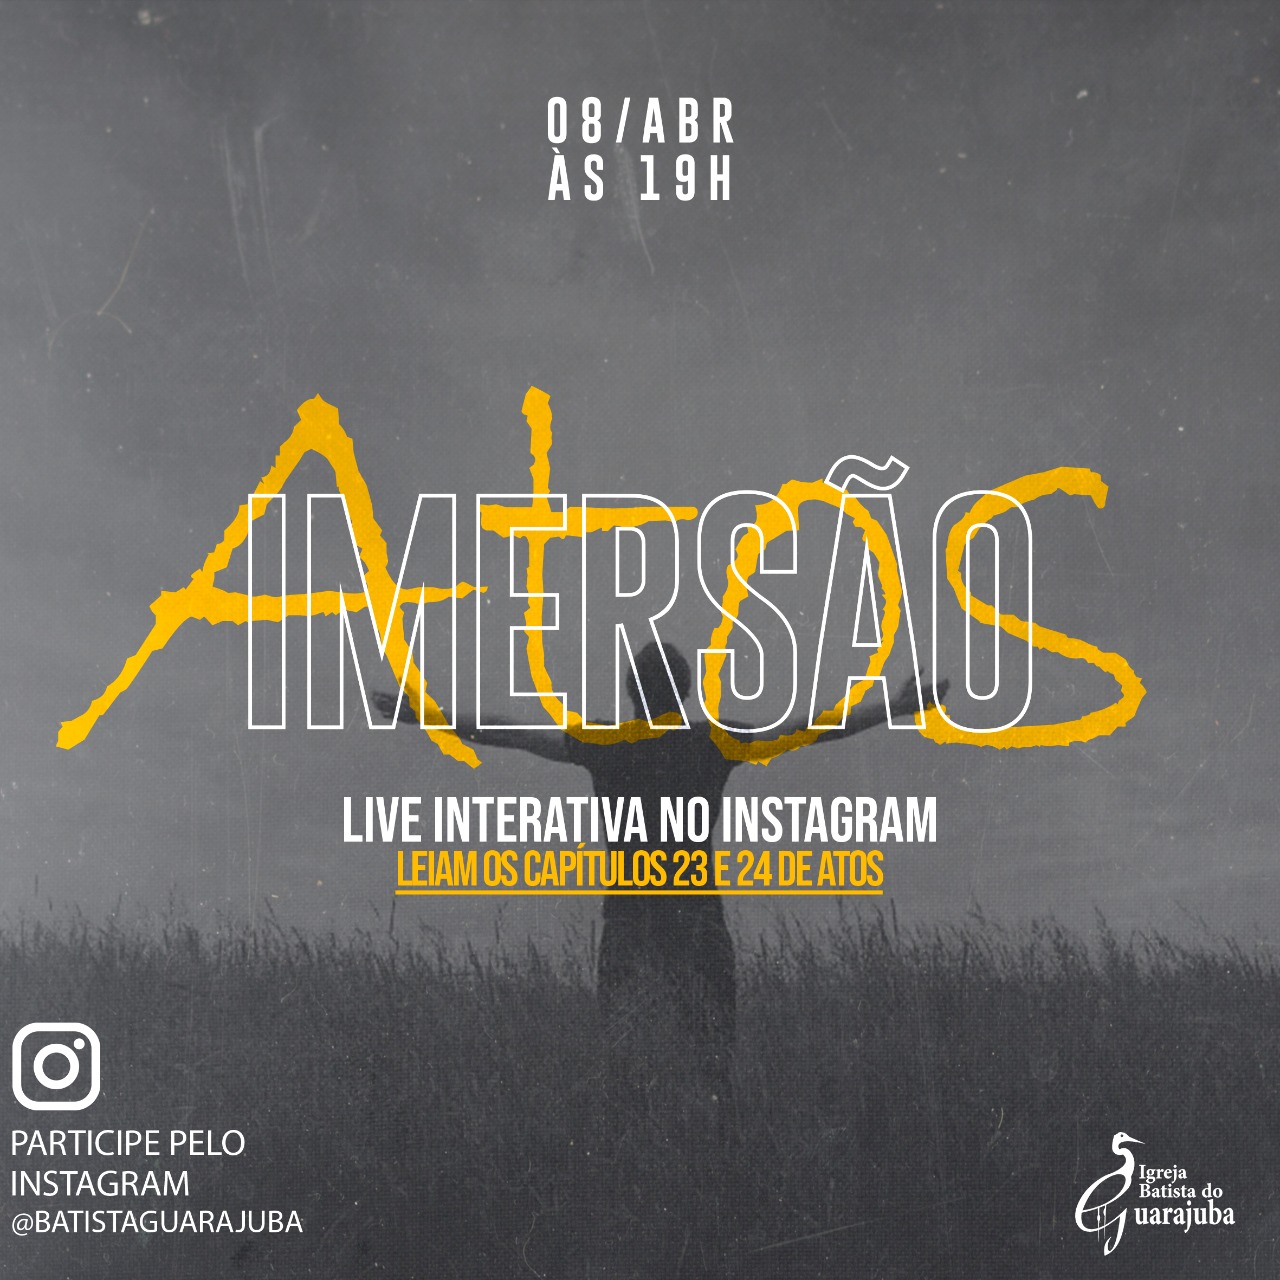 08/ABR
ÀS 19H
Atos
IMERSÃO
LIVE INTERATIVA NO INSTAGRAM
LEIAM OS CAPÍTULOS 23 E 24 DE ATOS
PARTICIPE PELO
INSTAGRAM
@BATISTAGUARAJUBA
Igreja
Batista do
Guarajuba